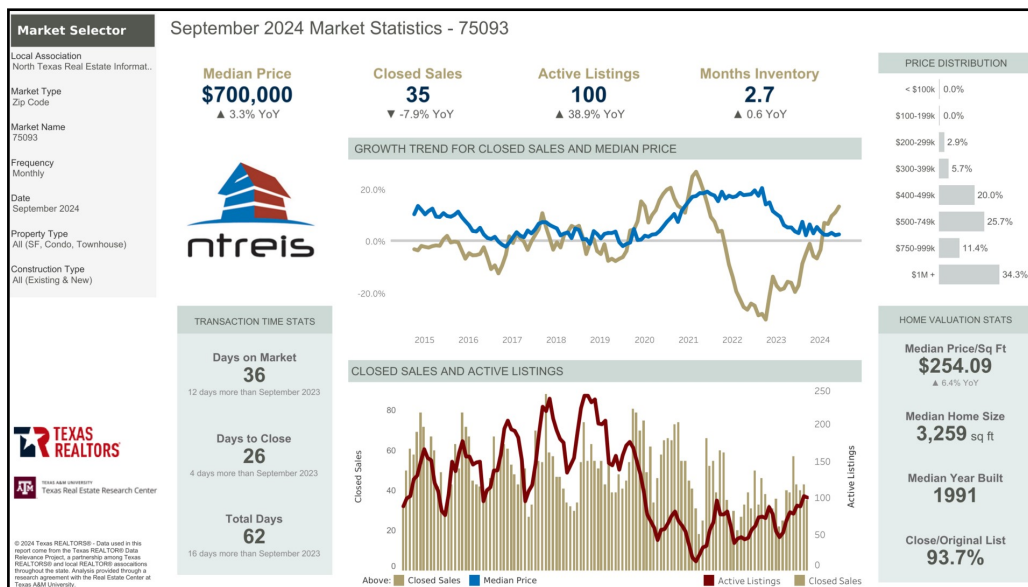 Market Selector
Local Association
North Texas Real Estate Informat..
Market Type
Zip Code
Market Name
75093
Frequency
Monthly
Date
September 2024
Property Type
All (SF, Condo, Townhouse)
Construction Type
All (Existing & New)
September 2024 Market Statistics - 75093
Median Price
$700,000
▲ 3.3% YoY
Closed Sales
35
▼ -7.9% YoY
Active Listings
100
▲ 38.9% YoY
Months Inventory
2.7
▲ 0.6 YoY
ntreis
GROWTH TREND FOR CLOSED SALES AND MEDIAN PRICE
20.0%
0.0%
-20.0%
2015 2016 2017 2018 2019 2020 2021 2022 2023 2024
PRICE DISTRIBUTION
< $100k 0.0%
$100-199k 0.0%
$200-299k 2.9%
$300-399k 5.7%
$400-499k 20.0%
$500-749k 25.7%
$750-999k 11.4%
$1M + 34.3%
TRANSACTION TIME STATS
Days on Market
36
12 days more than September 2023
Days to Close
26
4 days more than September 2023
Total Days
62
16 days more than September 2023
CLOSED SALES AND ACTIVE LISTINGS
Closed Sales
80
60
40
20
0
250
200
150
100
50
0
Active Listings
Above: Closed Sales Median Price
Active Listings Closed Sales
HOME VALUATION STATS
Median Price/Sq Ft
$254.09
▲ 6.4% YoY
Median Home Size
3,259 sq ft
Median Year Built
1991
Close/Original List
93.7%
TEXAS
REALTORS
ATM
TEXAS A&M UNIVERSITY
Texas Real Estate Research Center
© 2024 Texas REALTORS® - Data used in this
report come from the Texas REALTOR® Data
Relevance Project, a partnership among Texas
REALTORS® and local REALTOR® assocations
throughout the state. Analysis provided through a
research agreement with the Real Estate Center at
Texas A&M University.